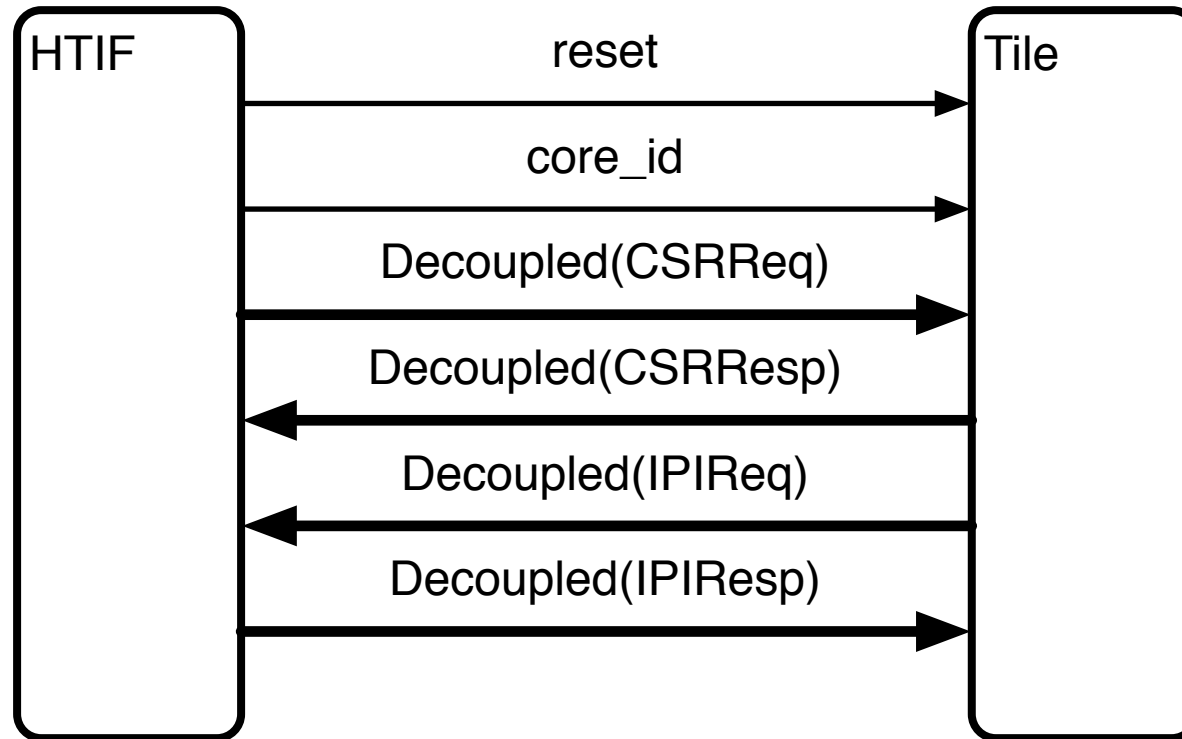 HTIF
reset
Tile
core_id
Decoupled(CSRReq)
Decoupled(CSRResp)
Decoupled(IPIReq)
Decoupled(IPIResp)